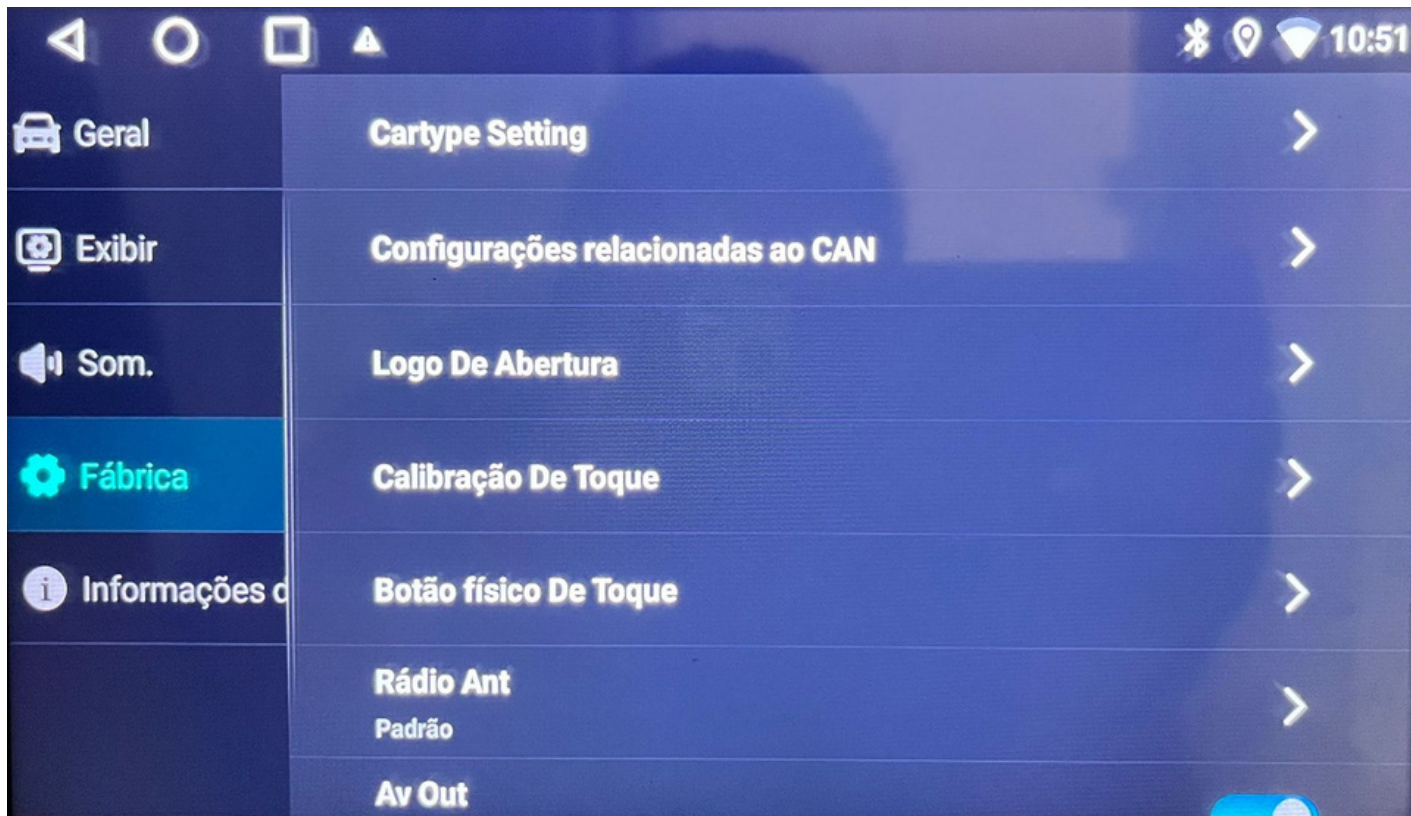 10:51
Geral
Cartype Setting
Exibir
Configurações relacionadas ao CAN
Som.
Logo De Abertura
Fábrica
Calibração De Toque
Informações d
Botão físico De Toque
Rádio Ant
Padrão
Av Out